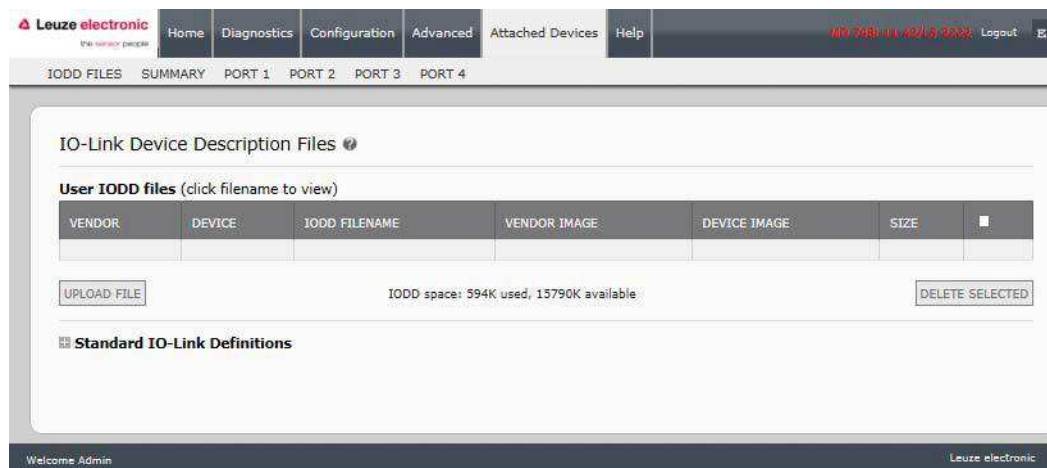 Leuze electronic
the sensor people
Home Diagnostics Configuration Advanced Attached Devices Help Logout
IODD FILES SUMMARY PORT 1 PORT 2 PORT 3 PORT 4
IO-Link Device Description Files ?
User IODD files (click filename to view)
VENDOR DEVICE IODD FILENAME VENDOR IMAGE DEVICE IMAGE SIZE
UPLOAD FILE IODD space: 594K used, 15790K available DELETE SELECTED
Standard IO-Link Definitions
Welcome Admin Leuze electronic